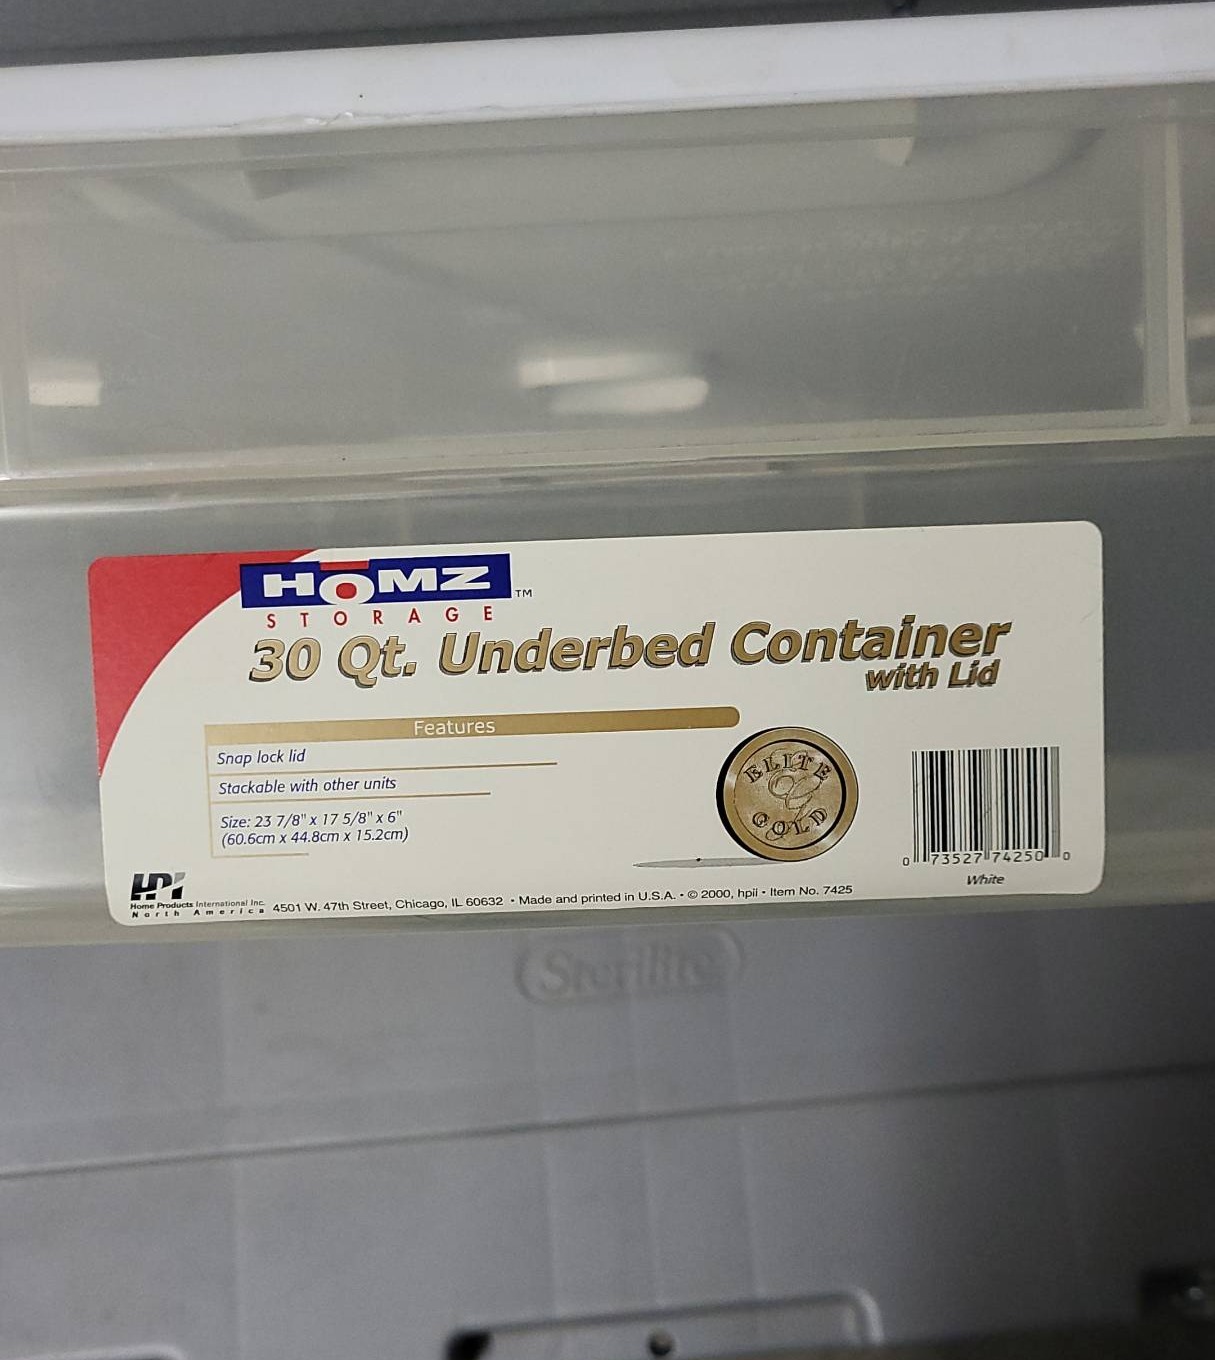 HOMZ TM
STORAGE
30 Qt. Underbed Container
with Lid
Features
Snap lock lid
Stackable with other units
Size: 23 7/8" x 17 5/8" x 6"
(60.6cm x 44.8cm x 15.2cm)
ELITE
G
GOLD
0 73527 74250 0
White
HPI
Home Products International Inc.
North America
4501 W. 47th Street, Chicago, IL 60632 • Made and printed in U.S.A. • © 2000, hpii • Item No. 7425
Sterilite